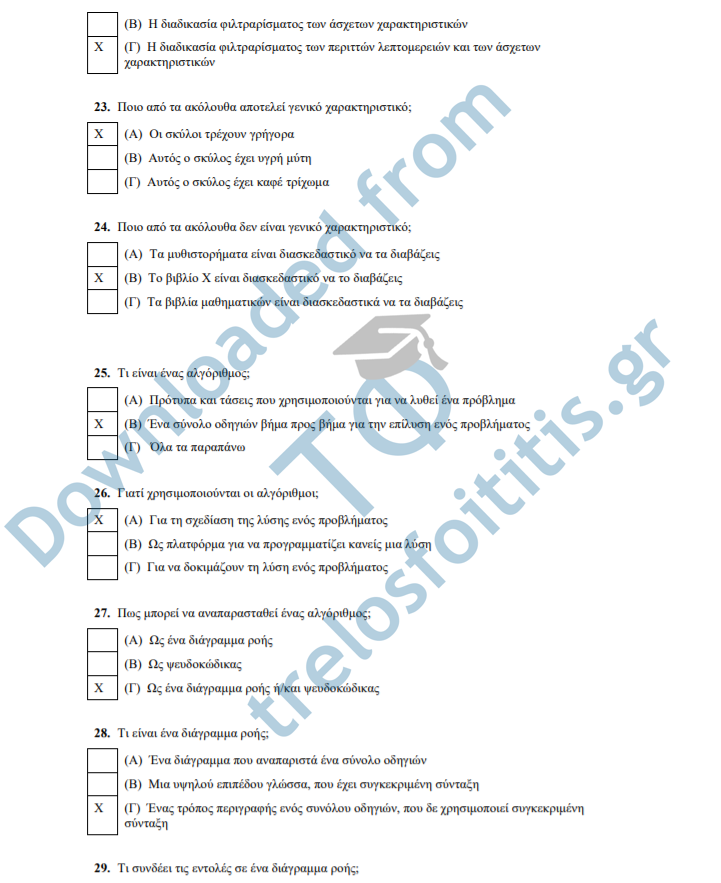 (Β) Η διαδικασία φιλτραρίσματος των άσχετων χαρακτηριστικών
X (Γ) Η διαδικασία φιλτραρίσματος των περιττών λεπτομερειών και των άσχετων
χαρακτηριστικών
23. Ποιο από τα ακόλουθα αποτελεί γενικό χαρακτηριστικό;
X (Α) Οι σκύλοι τρέχουν γρήγορα
(Β) Αυτός ο σκύλος έχει υγρή μύτη
(Γ) Αυτός ο σκύλος έχει καφέ τρίχωμα
24. Ποιο από τα ακόλουθα δεν είναι γενικό χαρακτηριστικό;
(Α) Τα μυθιστορήματα είναι διασκεδαστικό να τα διαβάζεις
X (Β) Το βιβλίο Χ είναι διασκεδαστικό να το διαβάζεις
(Γ) Τα βιβλία μαθηματικών είναι διασκεδαστικά να τα διαβάζεις
25. Τι είναι ένας αλγόριθμος;
(Α) Πρότυπα και τάσεις που χρησιμοποιούνται για να λυθεί ένα πρόβλημα
X (Β) Ένα σύνολο οδηγιών βήμα προς βήμα για την επίλυση ενός προβλήματος
(Γ) Όλα τα παραπάνω
26. Γιατί χρησιμοποιούνται οι αλγόριθμοι;
X (Α) Για τη σχεδίαση της λύσης ενός προβλήματος
(Β) Ως πλατφόρμα για να προγραμματίζει κανείς μια λύση
(Γ) Για να δοκιμάζουν τη λύση ενός προβλήματος
27. Πως μπορεί να αναπαρασταθεί ένας αλγόριθμος;
(Α) Ως ένα διάγραμμα ροής
(Β) Ως ψευδοκώδικας
X (Γ) Ως ένα διάγραμμα ροής ή/και ψευδοκώδικας
28. Τι είναι ένα διάγραμμα ροής;
(Α) Ένα διάγραμμα που αναπαριστά ένα σύνολο οδηγιών
(Β) Μια υψηλού επιπέδου γλώσσα, που έχει συγκεκριμένη σύνταξη
X (Γ) Ένας τρόπος περιγραφής ενός συνόλου οδηγιών, που δε χρησιμοποιεί συγκεκριμένη
σύνταξη
29. Τι συνδέει τις εντολές σε ένα διάγραμμα ροής;
Downloaded from
ΤΦ
trelosfoititis.gr